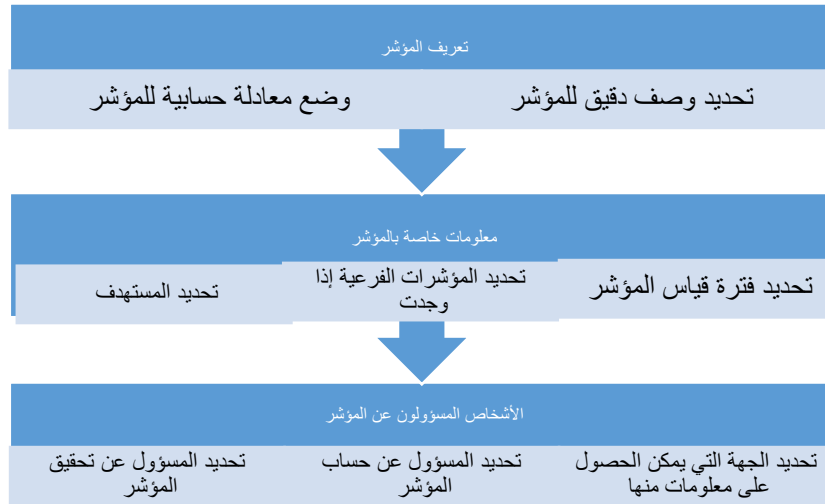 تعريف المؤشر
تحديد وصف دقيق للمؤشر
وضع معادلة حسابية للمؤشر
معلومات خاصة بالمؤشر
تحديد فترة قياس المؤشر
تحديد المؤشرات الفرعية إذا
وجدت
تحديد المستهدف
الأشخاص المسؤولون عن المؤشر
تحديد الجهة التي يمكن الحصول
على معلومات منها
تحديد المسؤول عن حساب
المؤشر
تحديد المسؤول عن تحقيق
المؤشر